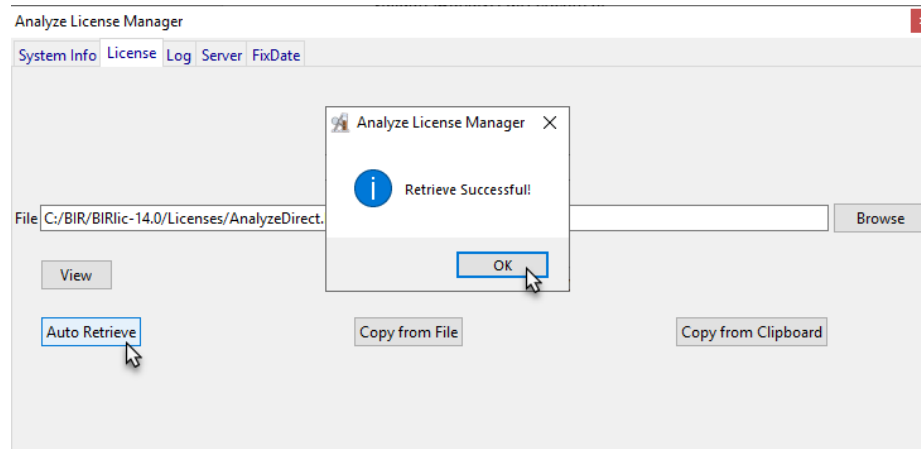 Analyze License Manager
System Info License Log Server FixDate
Analyze License Manager
Retrieve Successful!
File C:/BIR/BIRlic-14.0/Licenses/AnalyzeDirect. Browse
OK
View
Auto Retrieve Copy from File Copy from Clipboard